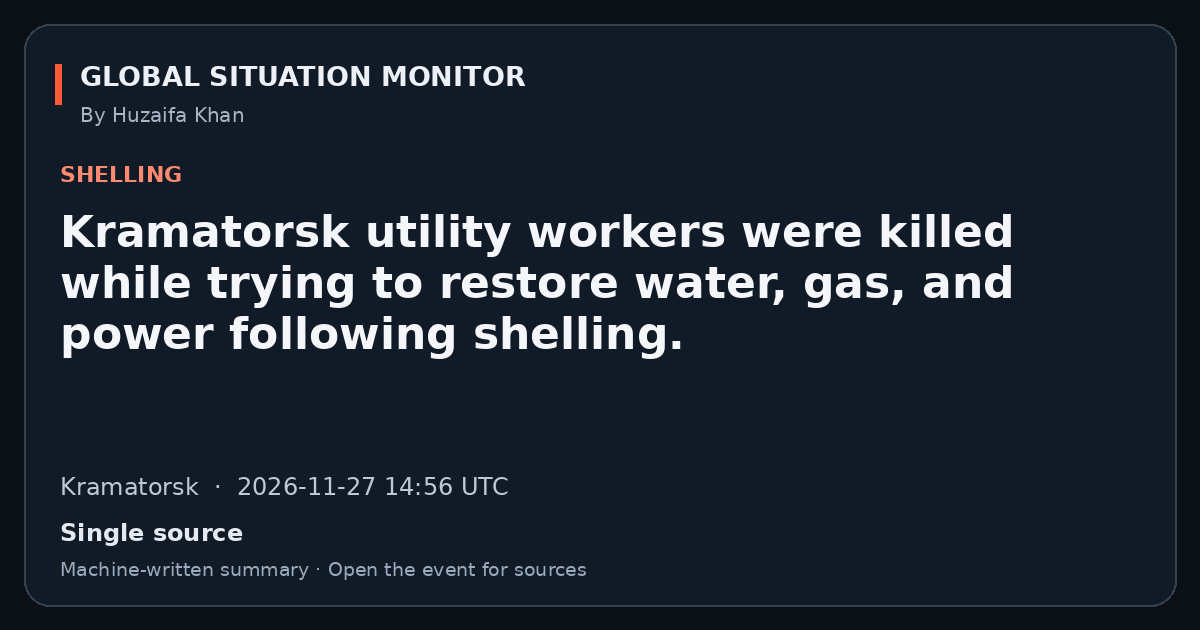 GLOBAL SITUATION MONITOR
By Huzaifa Khan
SHELLING
Kramatorsk utility workers were killed
while trying to restore water, gas, and
power following shelling.
Kramatorsk · 2026-11-27 14:56 UTC
Single source
Machine-written summary · Open the event for sources